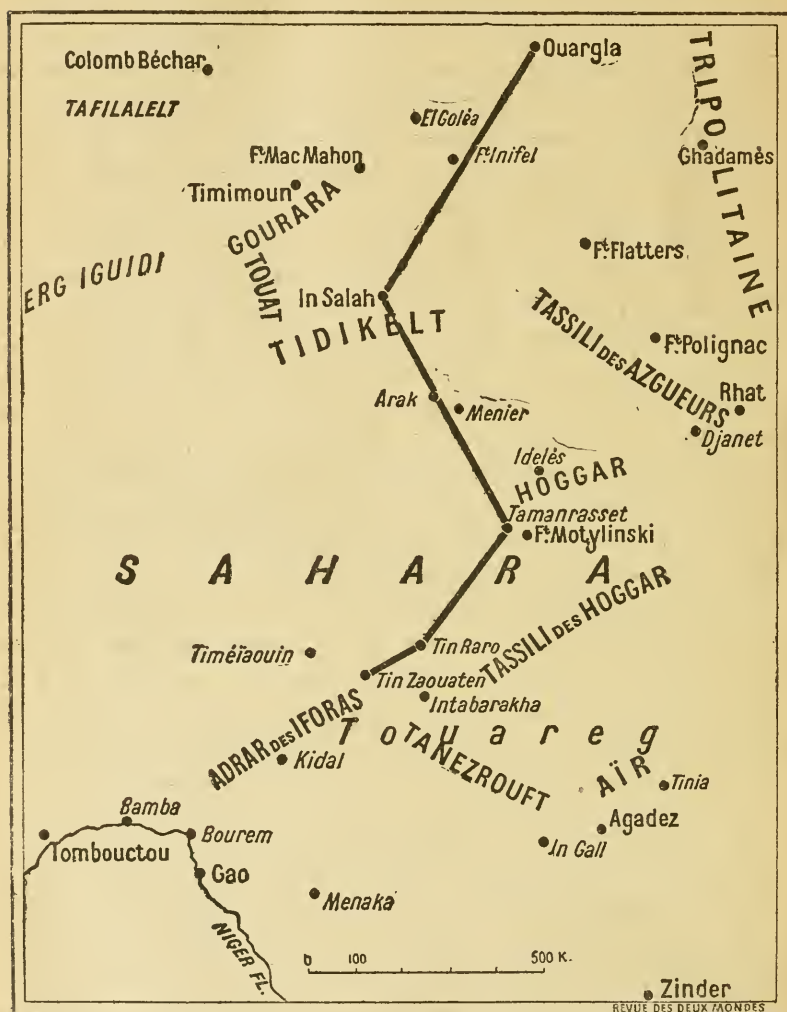 Colomb Béchar
Ouargla
TRIPOLITAINE
TAFILALELT
El Goléa
Ft. Mac Mahon
Ft. Inifel
Ghadamès
Timimoun
GOURARA
TOUAT
ERG IGUIDI
Ft. Flatters
In Salah
TIDIKELT
TASSILI DES AZGUEURS
Ft. Polignac
Rhat
Djanet
Arak
Menier
Idelès
HOGGAR
Tamanrasset
Ft. Motylinski
SAHARA
TASSILI DES HOGGAR
Timéïaouin
Tin Raro
Tin Zaouaten
Intabarakha
ADRAR DES IFORAS
Touareg
TANEZROUFT
Kidal
AÏR
Tinia
Bamba
Bourem
Agadez
Tombouctou
In Gall
Gao
Menaka
NIGER FL.
0 100 500 K.
Zinder
REVUE DES DEUX MONDES